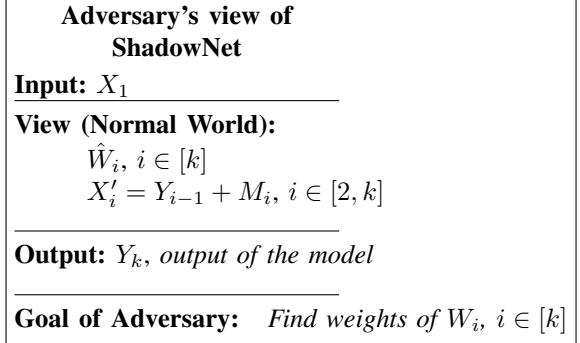 Adversary's view of
ShadowNet
Input: X₁
View (Normal World):
Ŵᵢ, i ∈ [k]
X′ᵢ = Yᵢ₋₁ + Mᵢ, i ∈ [2, k]
Output: Yₖ, output of the model
Goal of Adversary: Find weights of Wᵢ, i ∈ [k]